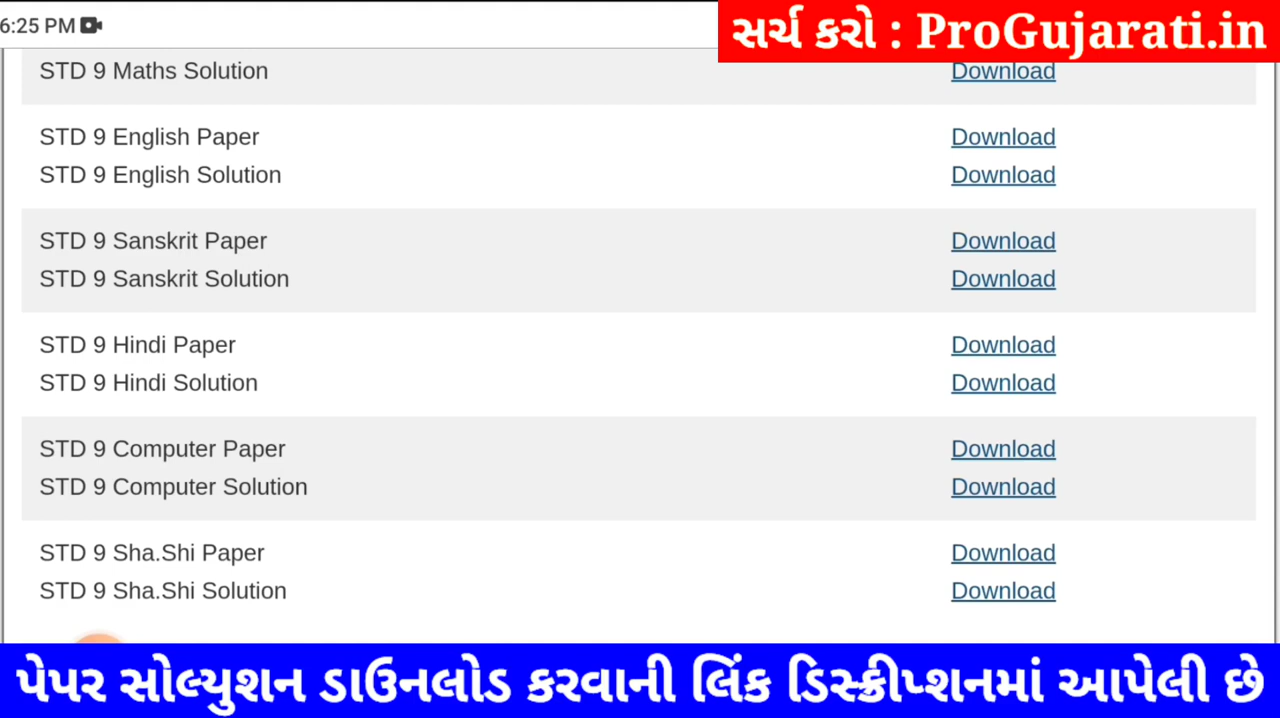 6:25 PM
સર્ચ કરો : ProGujarati.in
STD 9 Maths Solution Download
STD 9 English Paper Download
STD 9 English Solution Download
STD 9 Sanskrit Paper Download
STD 9 Sanskrit Solution Download
STD 9 Hindi Paper Download
STD 9 Hindi Solution Download
STD 9 Computer Paper Download
STD 9 Computer Solution Download
STD 9 Sha.Shi Paper Download
STD 9 Sha.Shi Solution Download
પેપર સોલ્યુશન ડાઉનલોડ કરવાની લિંક ડિસ્ક્રીપ્શનમાં આપેલી છે